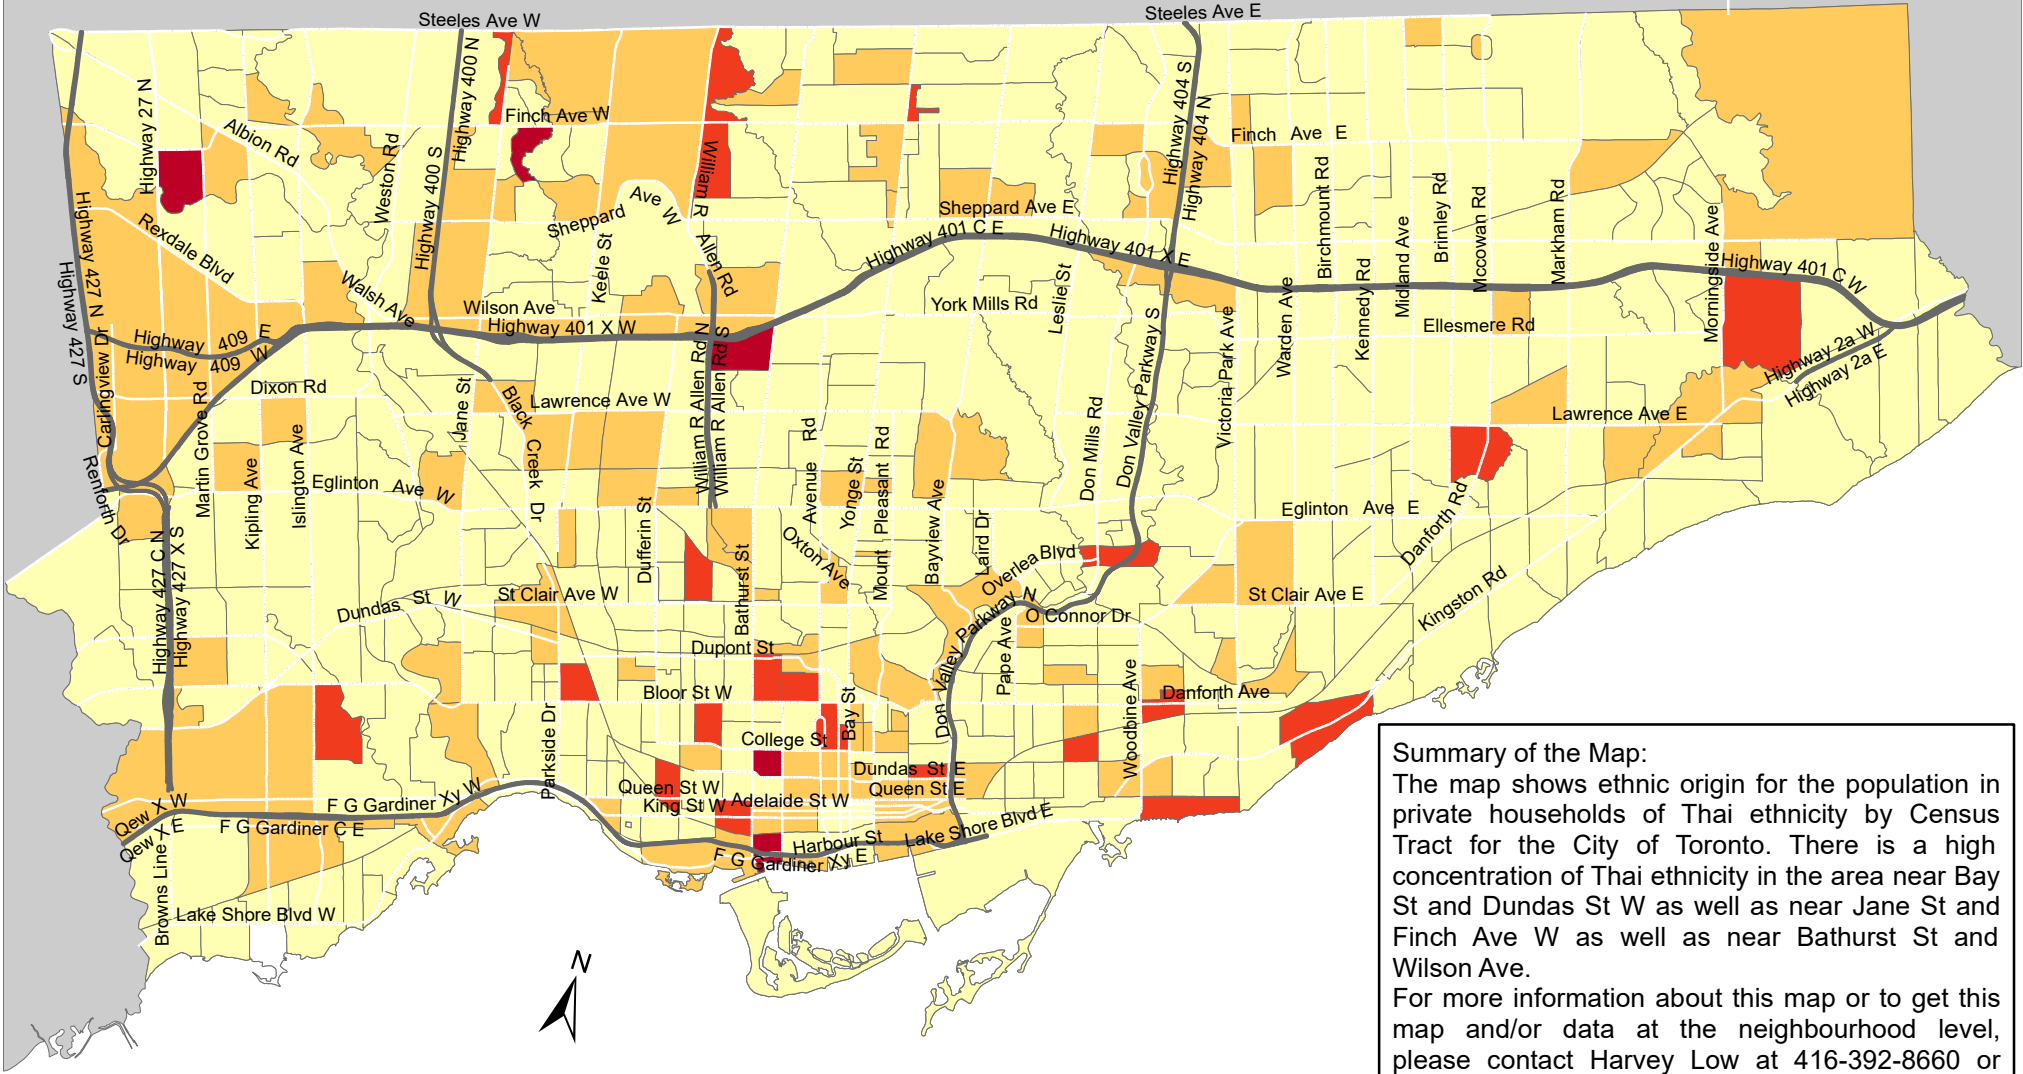 Steeles Ave W
Steeles Ave E
Highway 27 N
Albion Rd
Weston Rd
Highway 400 N
Highway 400 S
Finch Ave W
William R Allen Rd
Highway 404 S
Highway 404 N
Finch Ave E
Sheppard Ave W
Sheppard Ave E
Keele St
Rexdale Blvd
Highway 427 N
Highway 427 S
Walsh Ave
Wilson Ave
Highway 401 X W
Highway 401 C E
Highway 401 X E
Highway 401 C W
York Mills Rd
Leslie St
Birchmount Rd
Kennedy Rd
Midland Ave
Brimley Rd
Mccowan Rd
Markham Rd
Morningside Ave
Warden Ave
Victoria Park Ave
Ellesmere Rd
Highway 2a W
Highway 2a E
Highway 409 E
Highway 409 W
Carlingview Dr
Dixon Rd
Martin Grove Rd
Kipling Ave
Islington Ave
Jane St
Black Creek Dr
Lawrence Ave W
William R Allen Rd N
William R Allen Rd S
Avenue Rd
Yonge St
Mount Pleasant Rd
Bayview Ave
Laird Dr
Don Mills Rd
Don Valley Parkway S
Lawrence Ave E
Renforth Dr
Eglinton Ave W
Eglinton Ave E
Danforth Rd
Highway 427 C N
Highway 427 X S
Dufferin St
Bathurst St
Oxton Ave
Overlea Blvd
Dundas St W
St Clair Ave W
St Clair Ave E
Kingston Rd
O Connor Dr
Don Valley Parkway N
Pape Ave
Dupont St
Bloor St W
Bay St
Danforth Ave
Woodbine Ave
Parkside Dr
College St
Dundas St E
Queen St W
Queen St E
King St W
Adelaide St W
Qew X W
Qew X E
F G Gardiner Xy W
F G Gardiner C E
Harbour St
Lake Shore Blvd E
F G Gardiner Xy E
Browns Line
Lake Shore Blvd W
N
Summary of the Map:
The map shows ethnic origin for the population in
private households of Thai ethnicity by Census
Tract for the City of Toronto. There is a high
concentration of Thai ethnicity in the area near Bay
St and Dundas St W as well as near Jane St and
Finch Ave W as well as near Bathurst St and
Wilson Ave.
For more information about this map or to get this
map and/or data at the neighbourhood level,
please contact Harvey Low at 416-392-8660 or